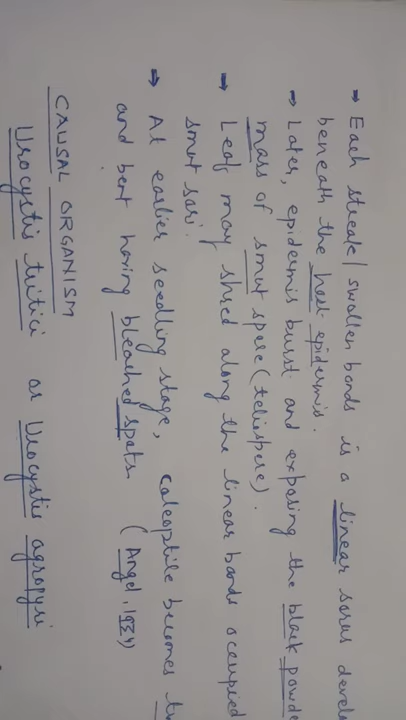 → Each streak/swollen bands is a linear sorus devel
beneath the host epidermis.
→ Later, epidermis burst and exposing the black powde
mass of smut spore (teliospore).
→ Leaf may shred along the linear bands occupied
smut sori.
→ At earlier seedling stage, Coleoptile becomes tw
and bent having bleached spots (Angel, 1934)
CAUSAL ORGANISM
Urocystis tritici or Urocystis agropyri